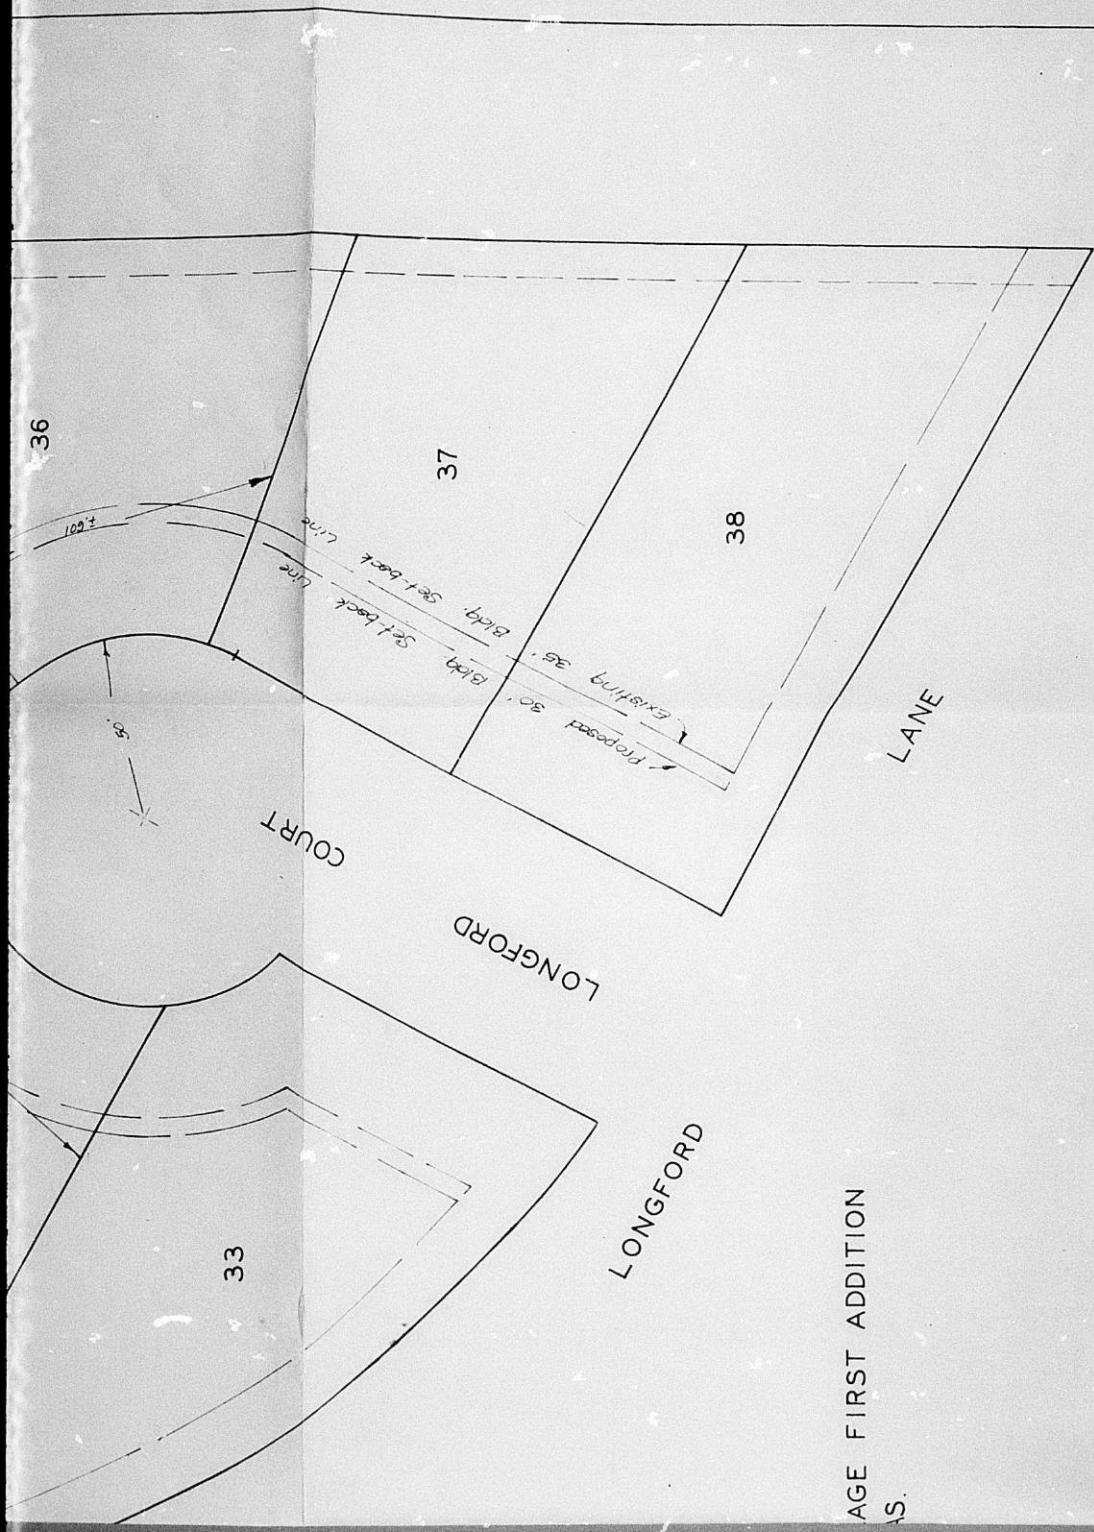 36
37
38
33
50'
Existing 35' Bldg. Set-back Line
Proposed 30' Bldg. Set-back Line
LONGFORD COURT
LONGFORD LANE
AGE FIRST ADDITION
AS.